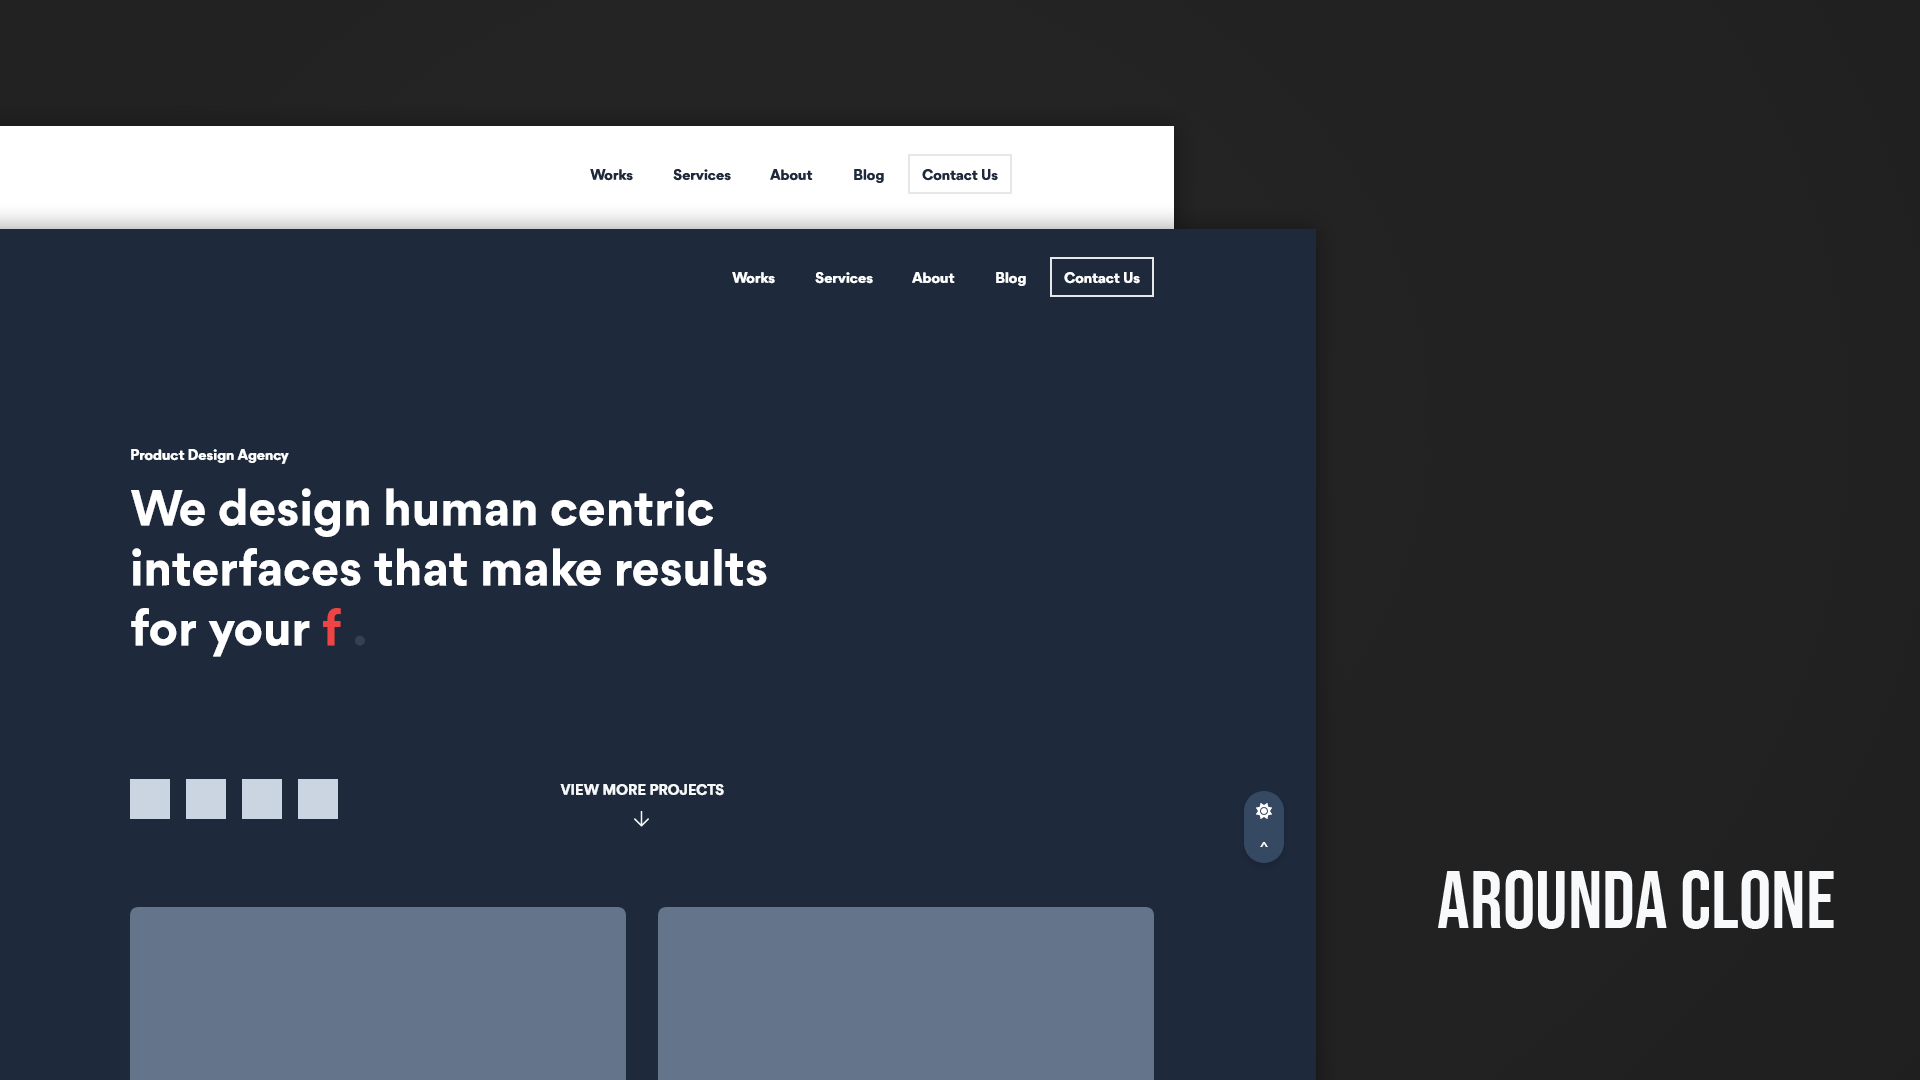 Works Services About Blog Contact Us
Works Services About Blog Contact Us
Product Design Agency
We design human centric
interfaces that make results
for your f .
VIEW MORE PROJECTS
AROUNDA CLONE